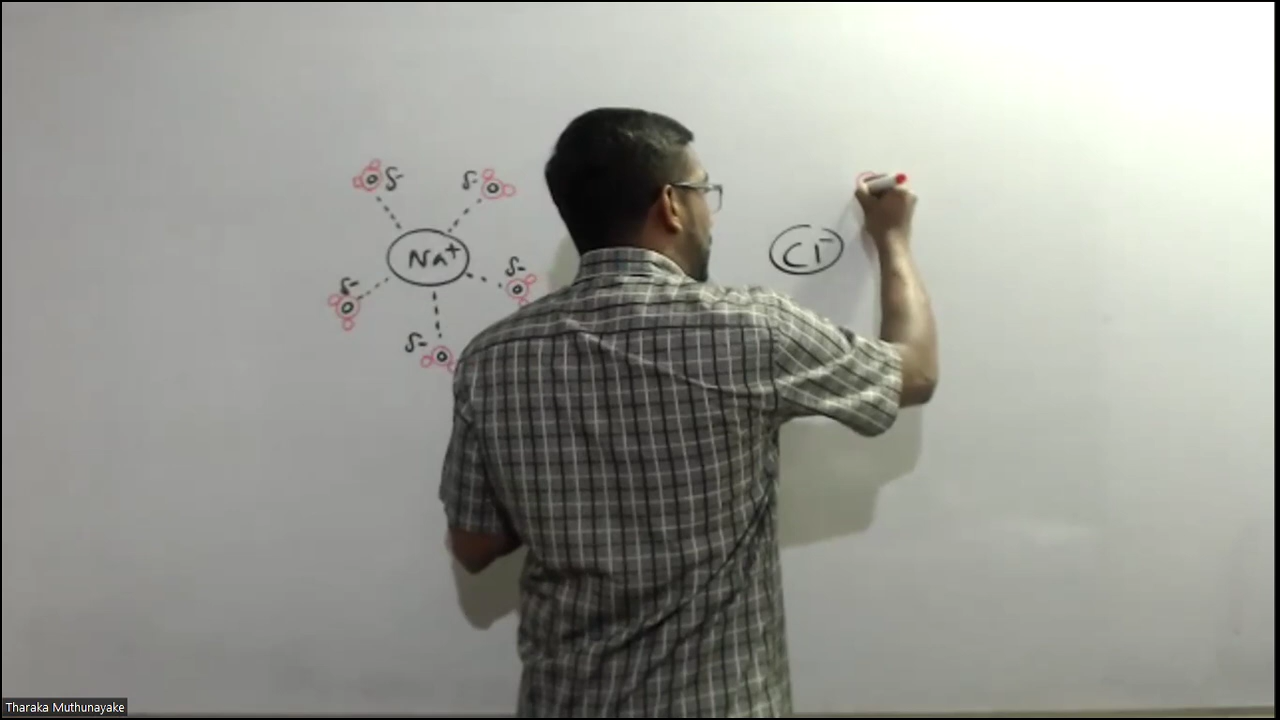 δ- δ-
Na+ Cl-
δ- δ-
δ-
Tharaka Muthunayake